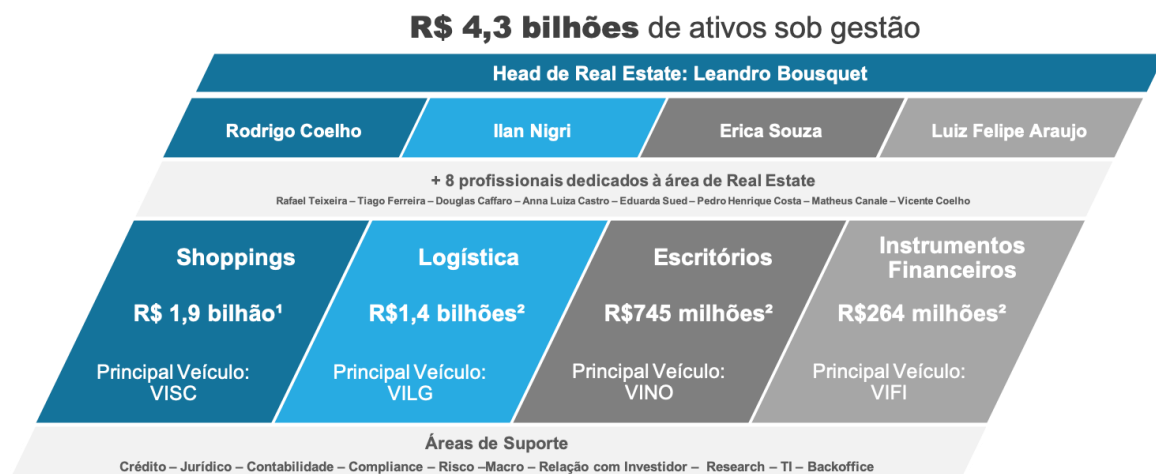 R$ 4,3 bilhões de ativos sob gestão
Head de Real Estate: Leandro Bousquet
Rodrigo Coelho
Ilan Nigri
Erica Souza
Luiz Felipe Araujo
+ 8 profissionais dedicados à área de Real Estate
Rafael Teixeira – Tiago Ferreira – Douglas Caffaro – Anna Luiza Castro – Eduarda Sued – Pedro Henrique Costa – Matheus Canale – Vicente Coelho
Shoppings
R$ 1,9 bilhão¹
Principal Veículo:
VISC
Logística
R$1,4 bilhões²
Principal Veículo:
VILG
Escritórios
R$745 milhões²
Principal Veículo:
VINO
Instrumentos
Financeiros
R$264 milhões²
Principal Veículo:
VIFI
Áreas de Suporte
Crédito – Jurídico – Contabilidade – Compliance – Risco –Macro – Relação com Investidor – Research – TI – Backoffice